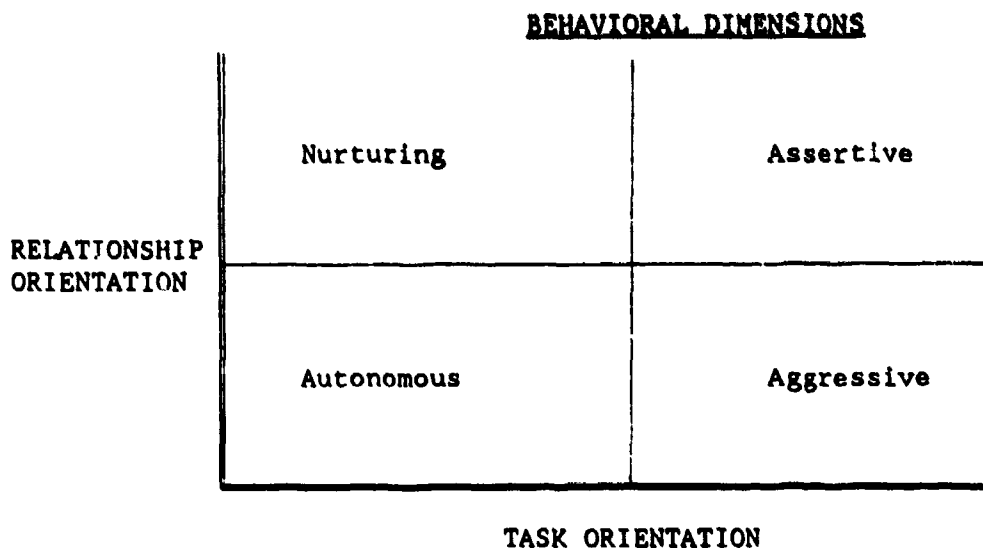 BEHAVIORAL DIMENSIONS
Nurturing Assertive
RELATIONSHIP
ORIENTATION
Autonomous Aggressive
TASK ORIENTATION